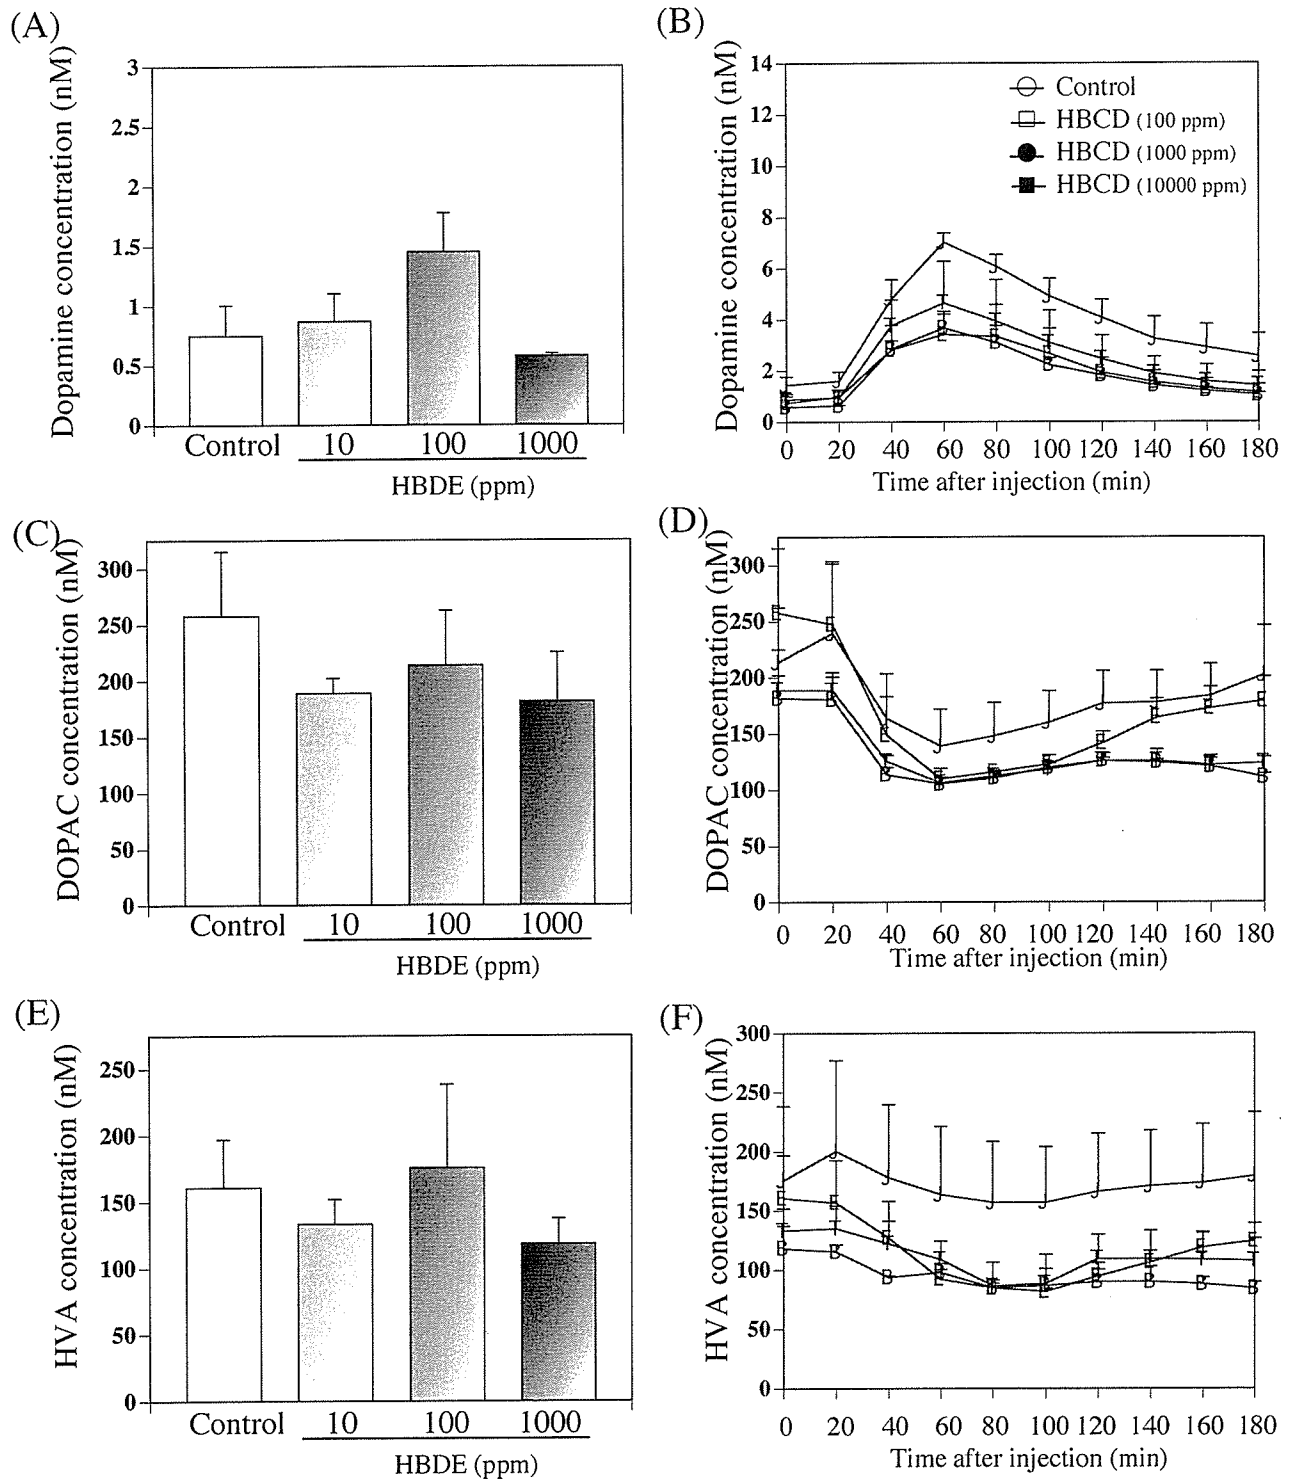 (A)
Dopamine concentration (nM)
3
2.5
2
1.5
1
0.5
0
Control 10 100 1000
HBDE (ppm)
(B)
Dopamine concentration (nM)
14
12
10
8
6
4
2
0
Control
HBCD (100 ppm)
HBCD (1000 ppm)
HBCD (10000 ppm)
0 20 40 60 80 100 120 140 160 180
Time after injection (min)
(C)
DOPAC concentration (nM)
300
250
200
150
100
50
0
Control 10 100 1000
HBDE (ppm)
(D)
DOPAC concentration (nM)
300
250
200
150
100
50
0
0 20 40 60 80 100 120 140 160 180
Time after injection (min)
(E)
HVA concentration (nM)
250
200
150
100
50
0
Control 10 100 1000
HBDE (ppm)
(F)
HVA concentration (nM)
300
250
200
150
100
50
0
0 20 40 60 80 100 120 140 160 180
Time after injection (min)